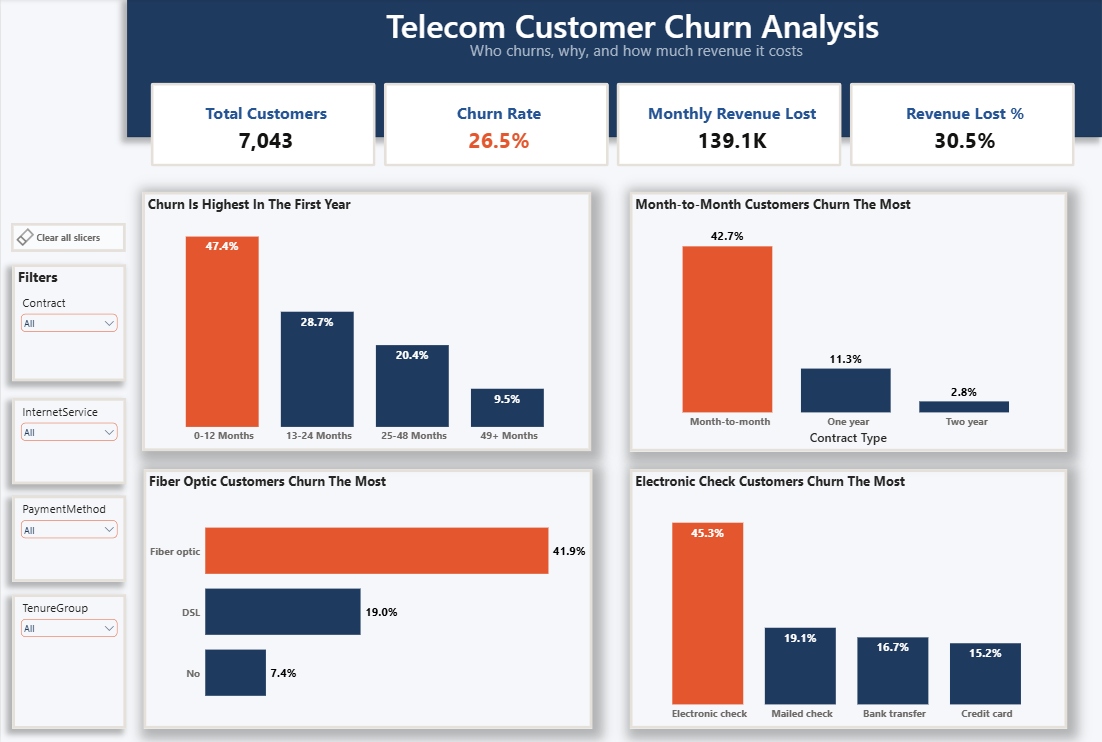 Telecom Customer Churn Analysis
Who churns, why, and how much revenue it costs
Total Customers
7,043
Churn Rate
26.5%
Monthly Revenue Lost
139.1K
Revenue Lost %
30.5%
Clear all slicers
Filters
Contract
All
InternetService
All
PaymentMethod
All
TenureGroup
All
Churn Is Highest In The First Year
47.4%
28.7%
20.4%
9.5%
0-12 Months
13-24 Months
25-48 Months
49+ Months
Month-to-Month Customers Churn The Most
42.7%
11.3%
2.8%
Month-to-month
One year
Two year
Contract Type
Fiber Optic Customers Churn The Most
Fiber optic
41.9%
DSL
19.0%
No
7.4%
Electronic Check Customers Churn The Most
45.3%
19.1%
16.7%
15.2%
Electronic check
Mailed check
Bank transfer
Credit card